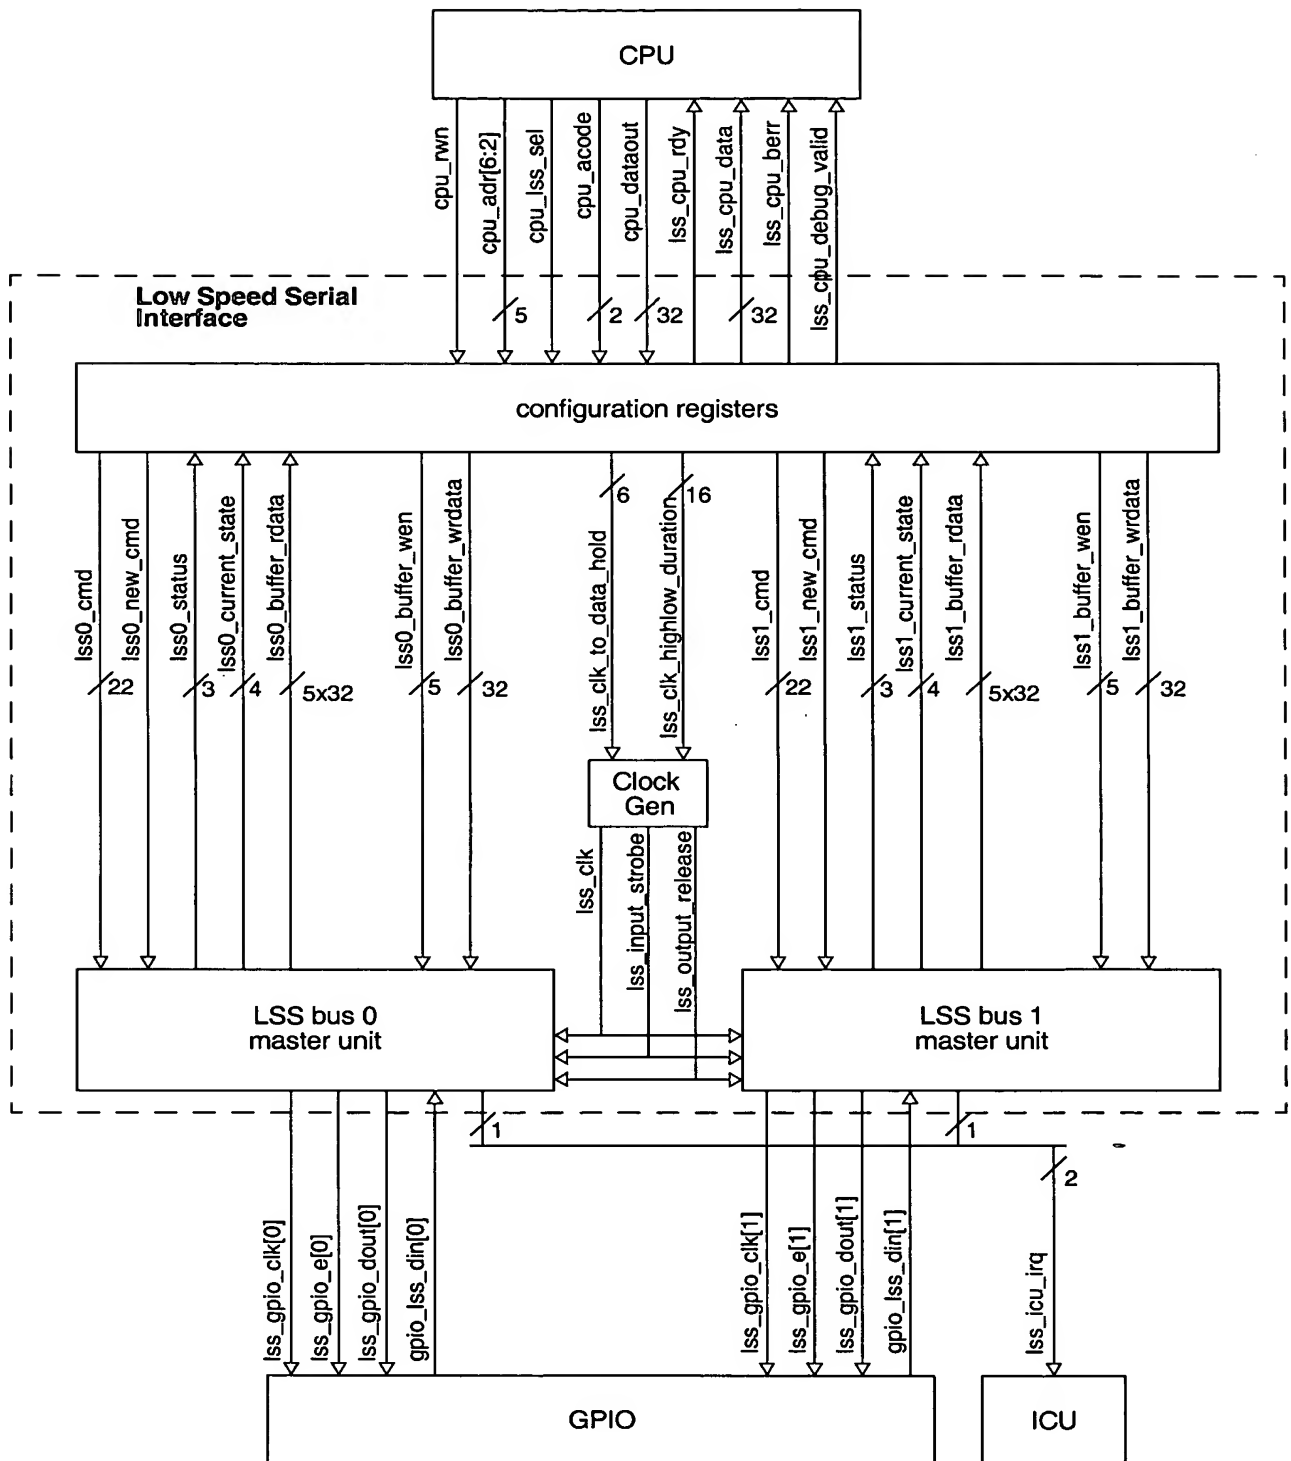 CPU
cpu_rwn
cpu_adr[6:2]
cpu_lss_sel
cpu_acode
cpu_dataout
lss_cpu_rdy
lss_cpu_data
lss_cpu_berr
lss_cpu_debug_valid
Low Speed Serial
Interface
5
2
32
32
configuration registers
lss0_cmd
lss0_new_cmd
lss0_status
lss0_current_state
lss0_buffer_rdata
lss0_buffer_wen
lss0_buffer_wrdata
lss_clk_to_data_hold
lss_clk_highlow_duration
lss1_cmd
lss1_new_cmd
lss1_status
lss1_current_state
lss1_buffer_rdata
lss1_buffer_wen
lss1_buffer_wrdata
6
16
22
3
4
5x32
5
32
22
3
4
5x32
5
32
Clock
Gen
lss_clk
lss_input_strobe
lss_output_release
LSS bus 0
master unit
LSS bus 1
master unit
1
1
2
lss_gpio_clk[0]
lss_gpio_e[0]
lss_gpio_dout[0]
gpio_lss_din[0]
lss_gpio_clk[1]
lss_gpio_e[1]
lss_gpio_dout[1]
gpio_lss_din[1]
lss_icu_irq
GPIO
ICU